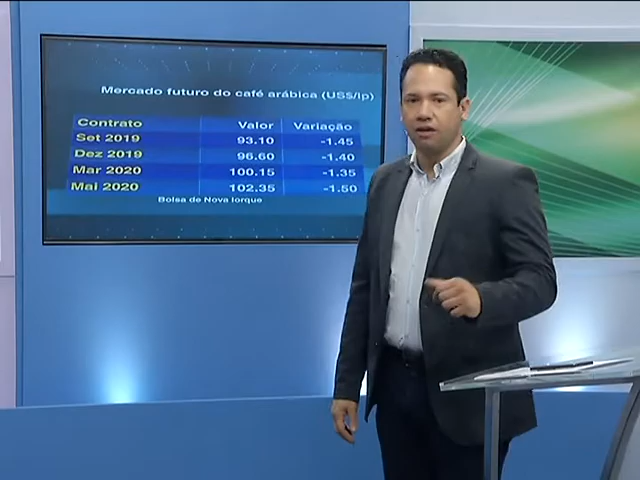 Mercado futuro do café arábica (US$/lp)
Contrato Valor Variação
Set 2019 93.10 -1.45
Dez 2019 96.60 -1.40
Mar 2020 100.15 -1.35
Mai 2020 102.35 -1.50
Bolsa de Nova Iorque